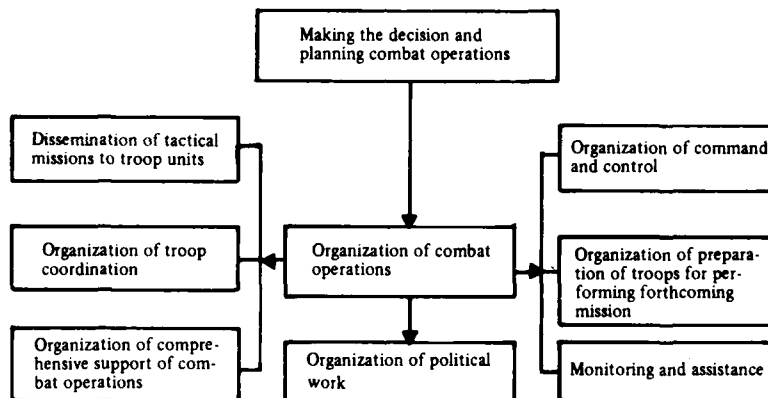 Making the decision and
planning combat operations
Dissemination of tactical
missions to troop units
Organization of command
and control
Organization of troop
coordination
Organization of combat
operations
Organization of prepara-
tion of troops for per-
forming forthcoming
mission
Organization of compre-
hensive support of com-
bat operations
Organization of political
work
Monitoring and assistance